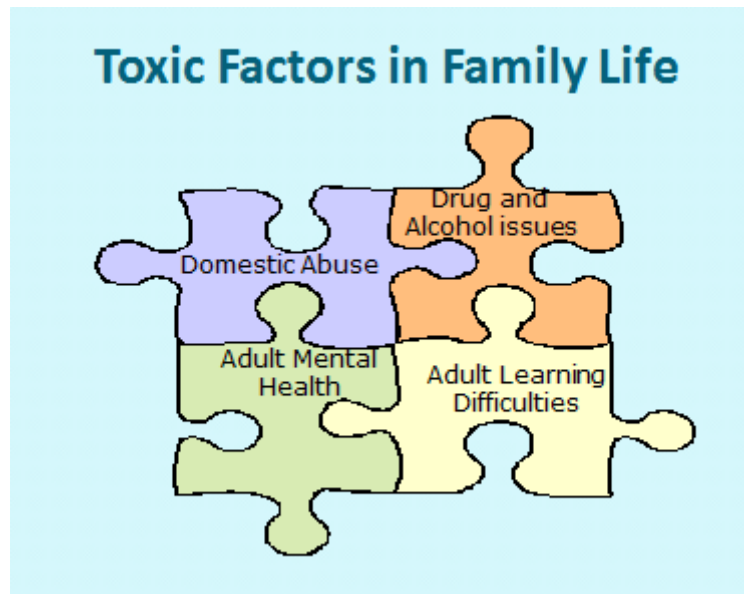 Toxic Factors in Family Life
Drug and
Alcohol issues
Domestic Abuse
Adult Mental
Health
Adult Learning
Difficulties